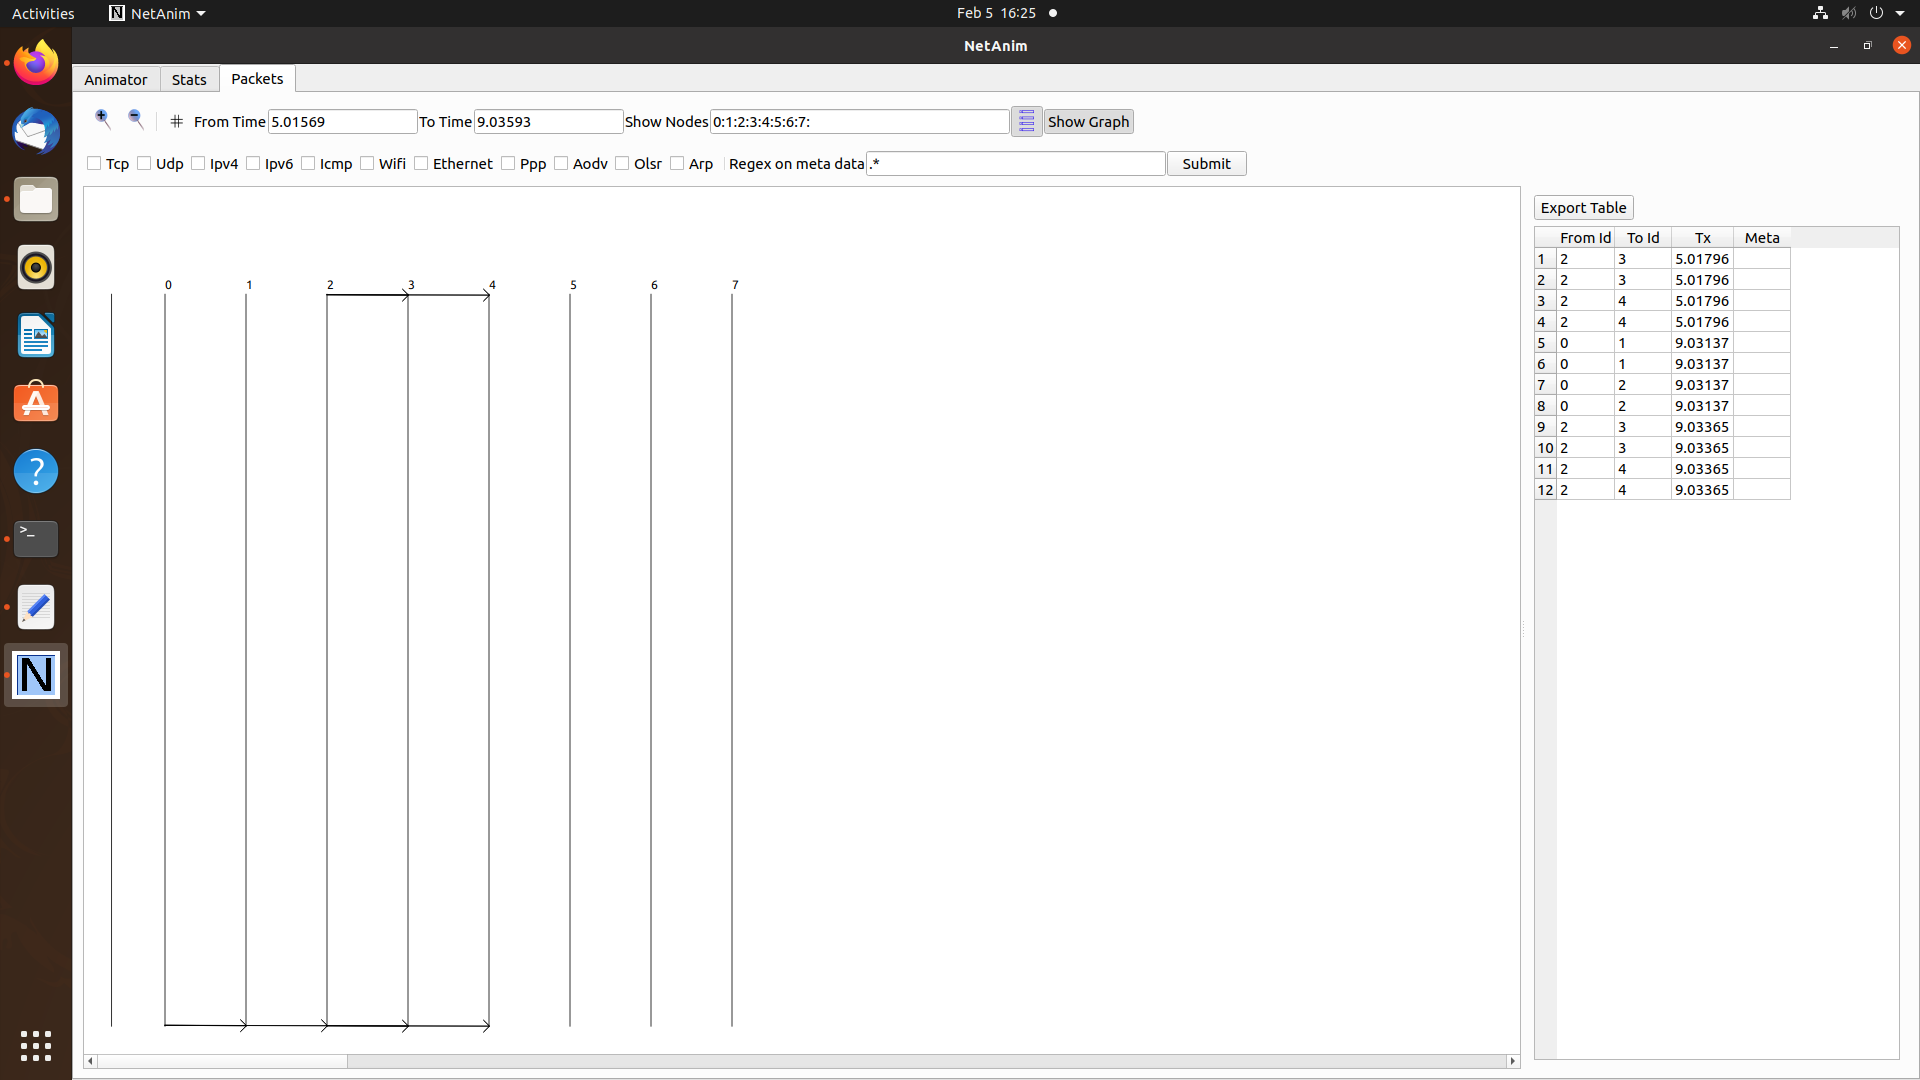 Activities NetAnim Feb 5 16:25
NetAnim
Animator Stats Packets
From Time 5.01569 To Time 9.03593 Show Nodes 0:1:2:3:4:5:6:7: Show Graph
Tcp Udp Ipv4 Ipv6 Icmp Wifi Ethernet Ppp Aodv Olsr Arp Regex on meta data .* Submit
Export Table
From Id To Id Tx Meta
1 2 3 5.01796
2 2 3 5.01796
3 2 4 5.01796
4 2 4 5.01796
5 0 1 9.03137
6 0 1 9.03137
7 0 2 9.03137
8 0 2 9.03137
9 2 3 9.03365
10 2 3 9.03365
11 2 4 9.03365
12 2 4 9.03365
0 1 2 3 4 5 6 7